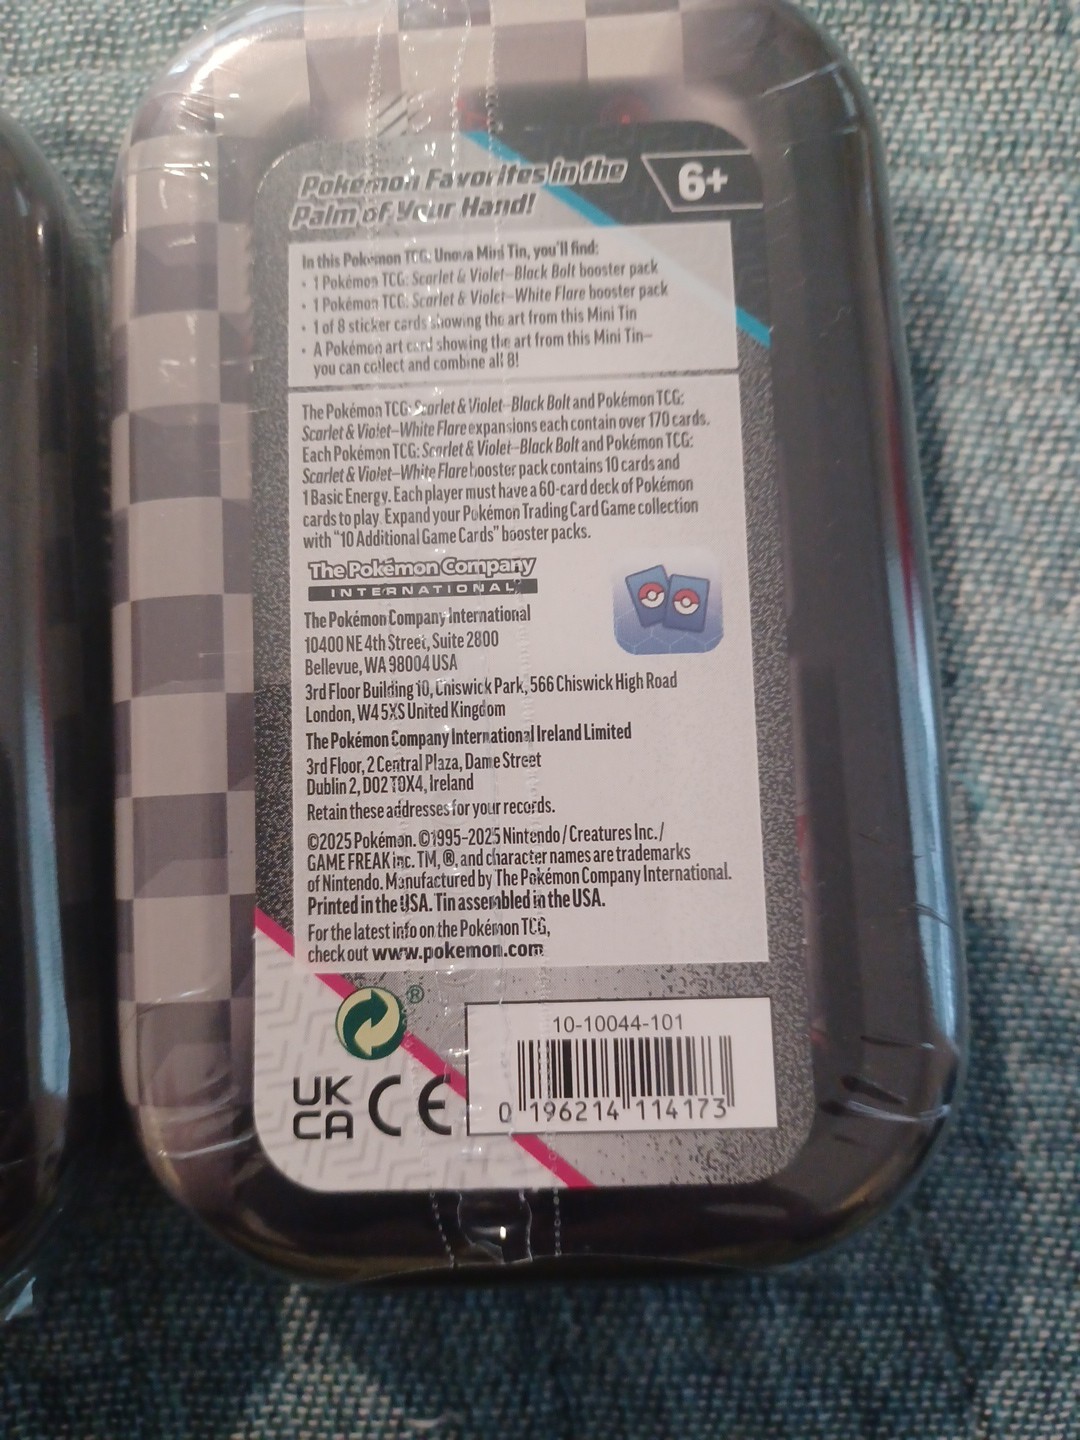 Pokémon Favorites in the
Palm of Your Hand!
6+
In this Pokémon TCG: Unova Mini Tin, you'll find:
• 1 Pokémon TCG: Scarlet & Violet–Black Bolt booster pack
• 1 Pokémon TCG: Scarlet & Violet–White Flare booster pack
• 1 of 8 sticker cards showing the art from this Mini Tin
• A Pokémon art card showing the art from this Mini Tin–
you can collect and combine all 8!
The Pokémon TCG: Scarlet & Violet–Black Bolt and Pokémon TCG:
Scarlet & Violet–White Flare expansions each contain over 170 cards.
Each Pokémon TCG: Scarlet & Violet–Black Bolt and Pokémon TCG:
Scarlet & Violet–White Flare booster pack contains 10 cards and
1 Basic Energy. Each player must have a 60-card deck of Pokémon
cards to play. Expand your Pokémon Trading Card Game collection
with "10 Additional Game Cards" booster packs.
The Pokémon Company
INTERNATIONAL
The Pokémon Company International
10400 NE 4th Street, Suite 2800
Bellevue, WA 98004 USA
3rd Floor Building 10, Chiswick Park, 566 Chiswick High Road
London, W4 5XS United Kingdom
The Pokémon Company International Ireland Limited
3rd Floor, 2 Central Plaza, Dame Street
Dublin 2, D02 T0X4, Ireland
Retain these addresses for your records.
©2025 Pokémon. ©1995–2025 Nintendo / Creatures Inc. /
GAME FREAK inc. TM, ®, and character names are trademarks
of Nintendo. Manufactured by The Pokémon Company International.
Printed in the USA. Tin assembled in the USA.
For the latest info on the Pokémon TCG,
check out www.pokemon.com
®
UK
CA CE
10-10044-101
0 196214 114173